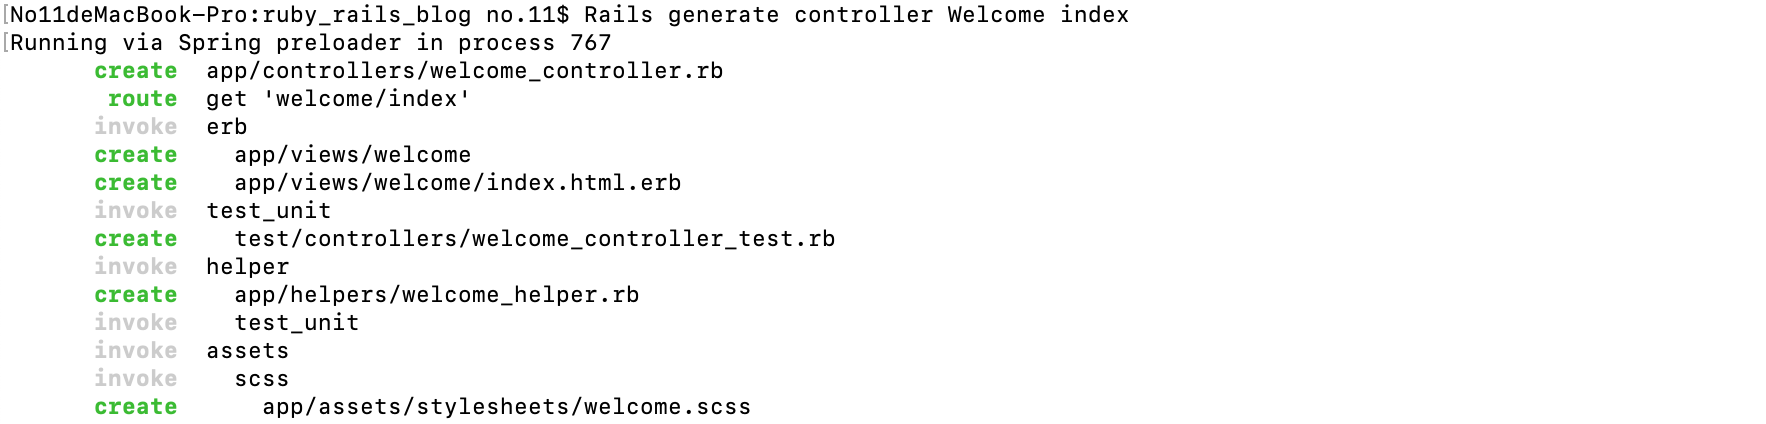 [No11deMacBook-Pro:ruby_rails_blog no.11$ Rails generate controller Welcome index
[Running via Spring preloader in process 767
      create  app/controllers/welcome_controller.rb
       route  get 'welcome/index'
      invoke  erb
      create    app/views/welcome
      create    app/views/welcome/index.html.erb
      invoke  test_unit
      create    test/controllers/welcome_controller_test.rb
      invoke  helper
      create    app/helpers/welcome_helper.rb
      invoke    test_unit
      invoke  assets
      invoke    scss
      create      app/assets/stylesheets/welcome.scss